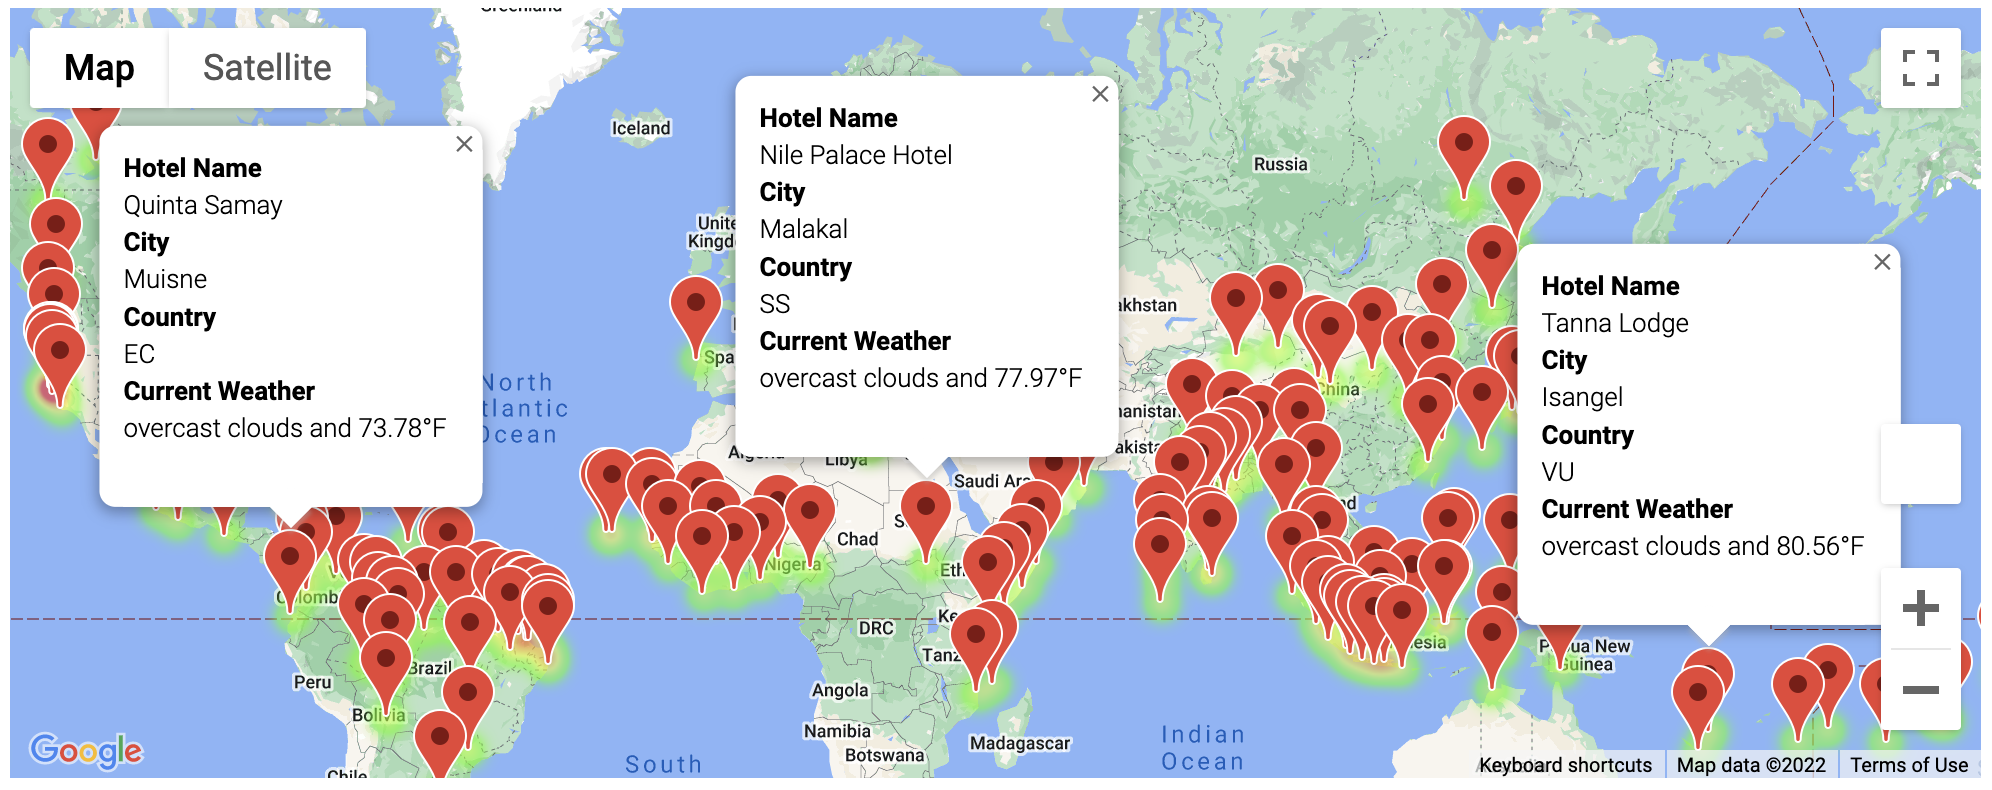 Greenland
Map
Satellite
Iceland
Russia
Hotel Name
Quinta Samay
City
Muisne
Country
EC
Current Weather
overcast clouds and 73.78°F
Hotel Name
Nile Palace Hotel
City
Malakal
Country
SS
Current Weather
overcast clouds and 77.97°F
Hotel Name
Tanna Lodge
City
Isangel
Country
VU
Current Weather
overcast clouds and 80.56°F
Unite
Kingd
Spa
akhstan
China
North
tlantic
Ocean
Algeria
Libya
Saudi Ara
anistan
akista
Chad
Nigeria
Eth
Colomb
Ke
DRC
Tanz
Brazil
Peru
Bolivia
Angola
Namibia
Botswana
Madagascar
Chile
South
Indian
Ocean
nesia
Papua New
Guinea
Google
Keyboard shortcuts
Map data ©2022
Terms of Use